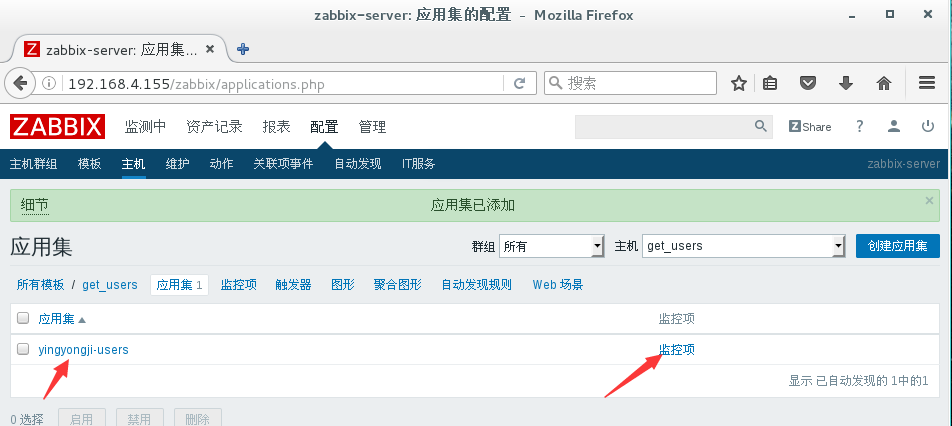 zabbix-server: 应用集的配置 - Mozilla Firefox
zabbix-server: 应用集...
192.168.4.155/zabbix/applications.php 搜索
ZABBIX 监测中 资产记录 报表 配置 管理 Z Share ?
主机群组 模板 主机 维护 动作 关联项事件 自动发现 IT服务 zabbix-server
细节 应用集已添加
应用集 群组 所有 主机 get_users 创建应用集
所有模板 / get_users 应用集 1 监控项 触发器 图形 聚合图形 自动发现规则 Web 场景
应用集 监控项
yingyongji-users 监控项
显示 已自动发现的 1中的1
0 选择 启用 禁用 删除